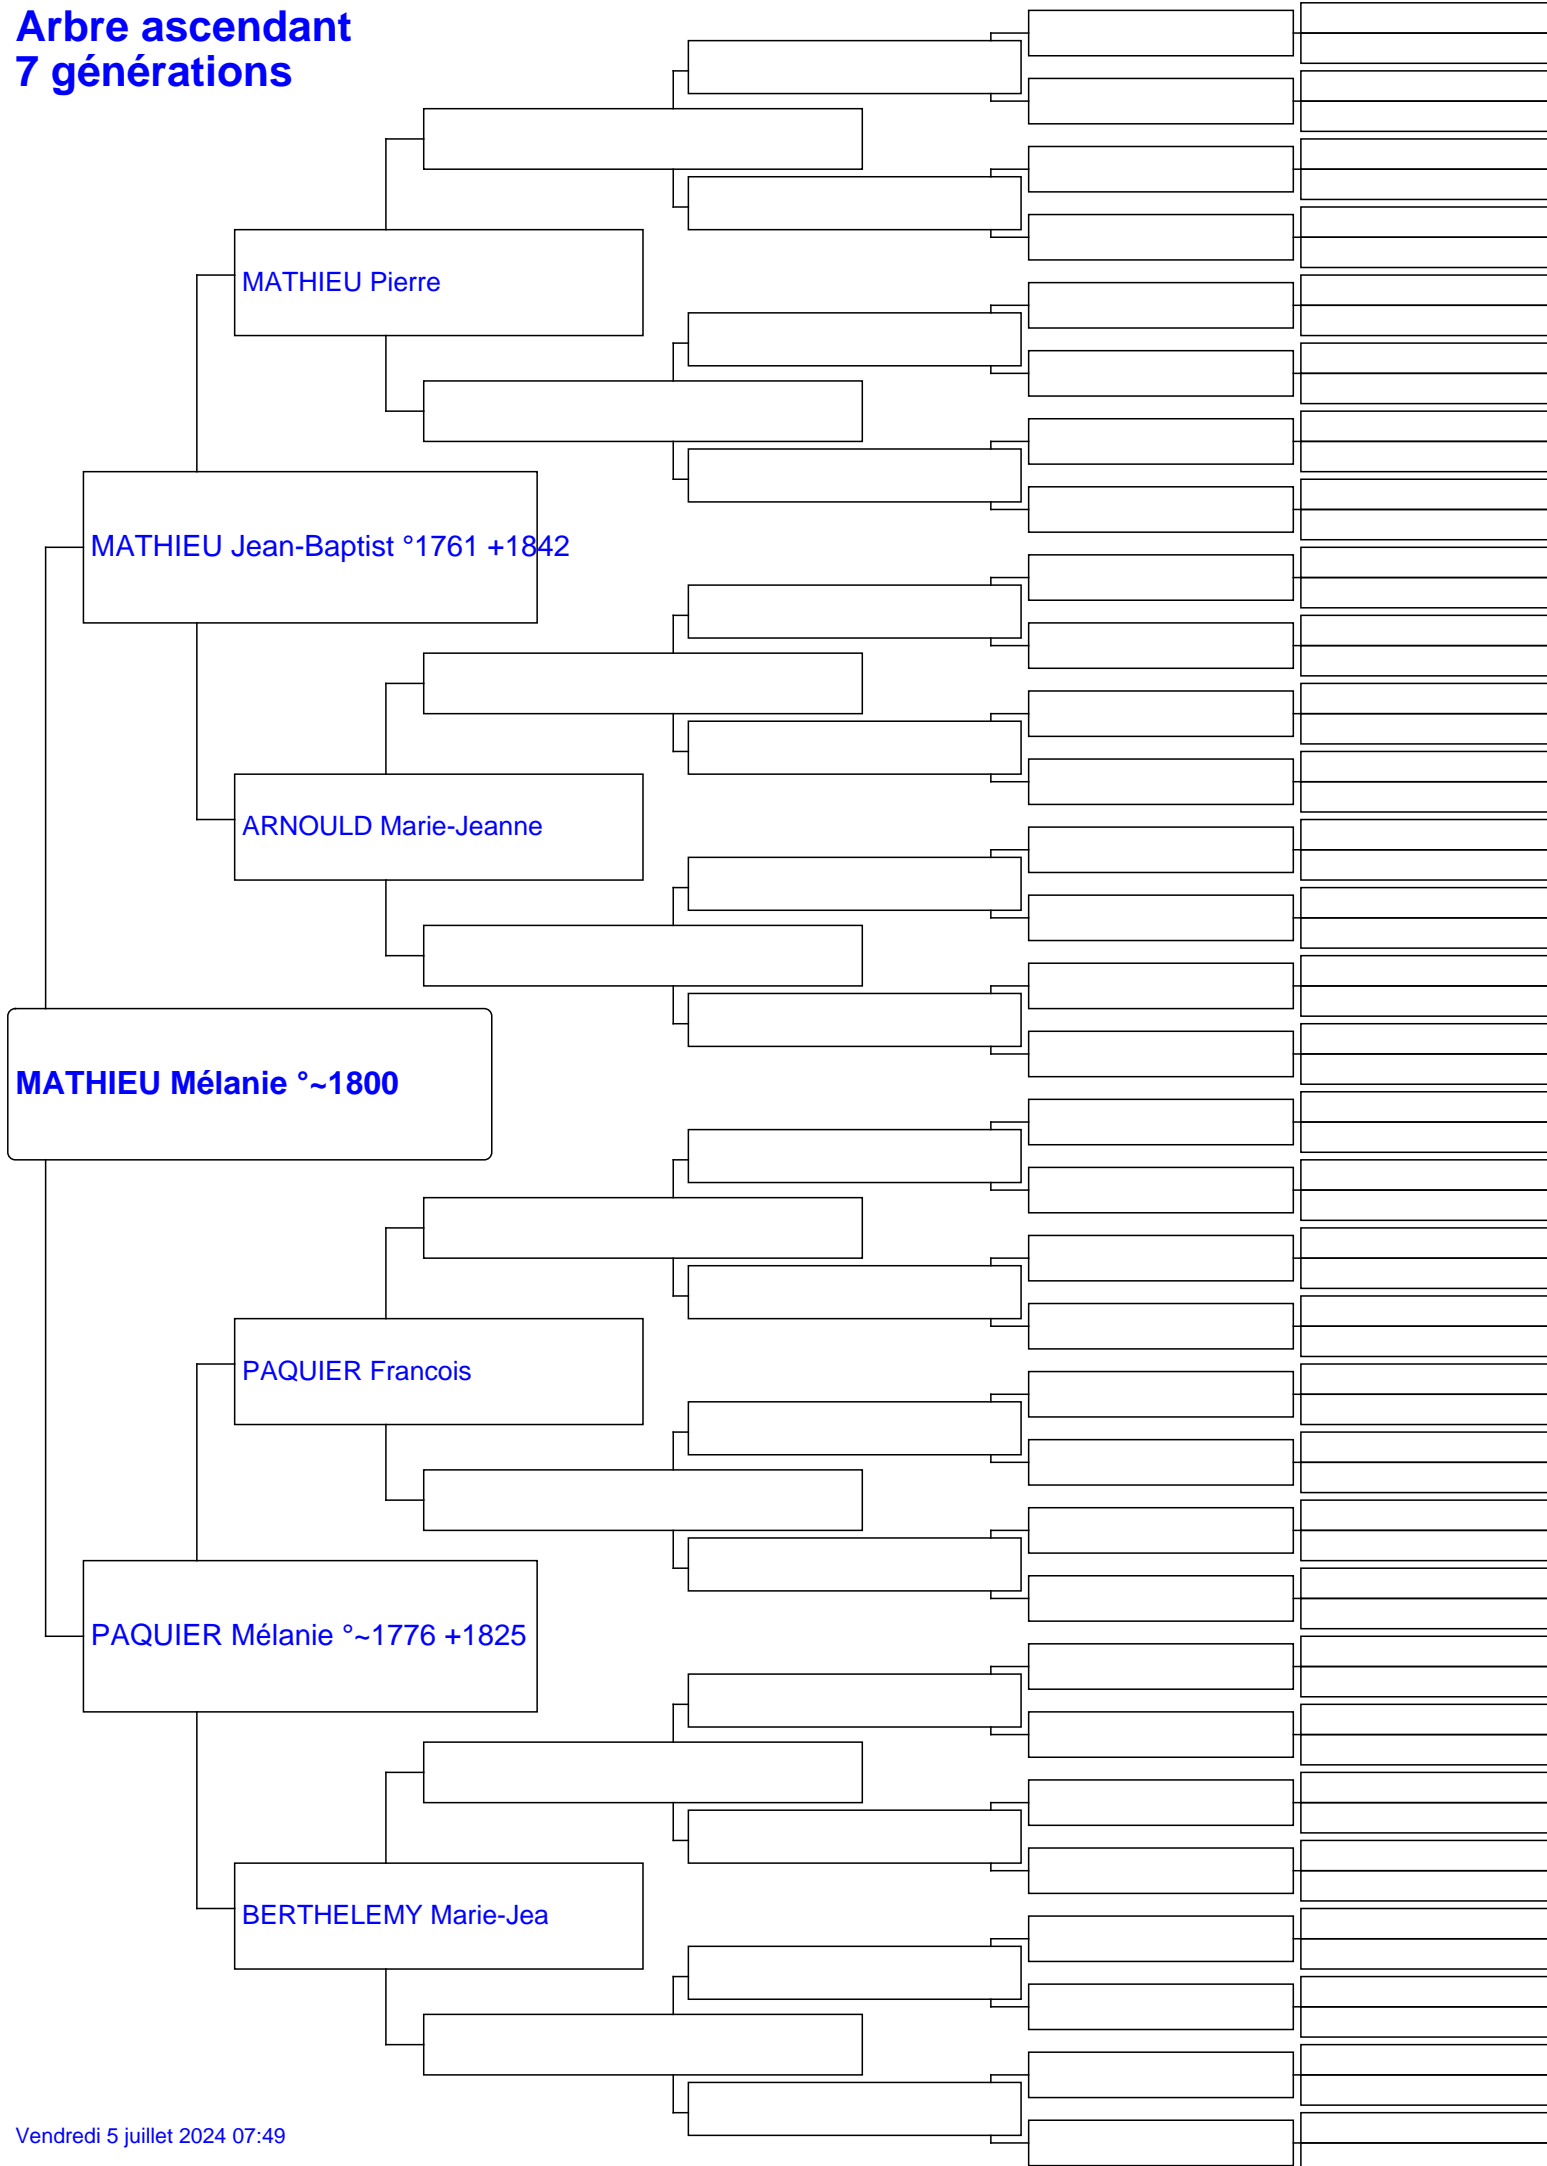 Arbre ascendant
7 générations
MATHIEU Pierre
MATHIEU Jean-Baptist °1761 +1842
ARNOULD Marie-Jeanne
MATHIEU Mélanie °~1800
PAQUIER Francois
PAQUIER Mélanie °~1776 +1825
BERTHELEMY Marie-Jea
Vendredi 5 juillet 2024 07:49